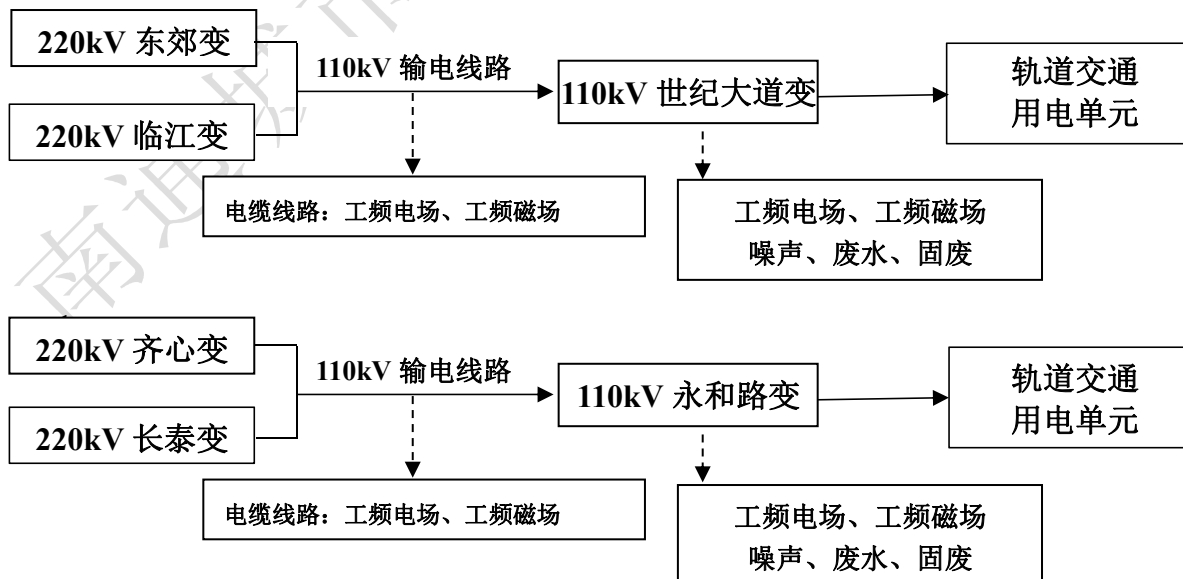 220kV 东郊变
220kV 临江变
110kV 输电线路
110kV 世纪大道变
轨道交通
用电单元
电缆线路：工频电场、工频磁场
工频电场、工频磁场
噪声、废水、固废
220kV 齐心变
220kV 长泰变
110kV 输电线路
110kV 永和路变
轨道交通
用电单元
电缆线路：工频电场、工频磁场
工频电场、工频磁场
噪声、废水、固废
南通